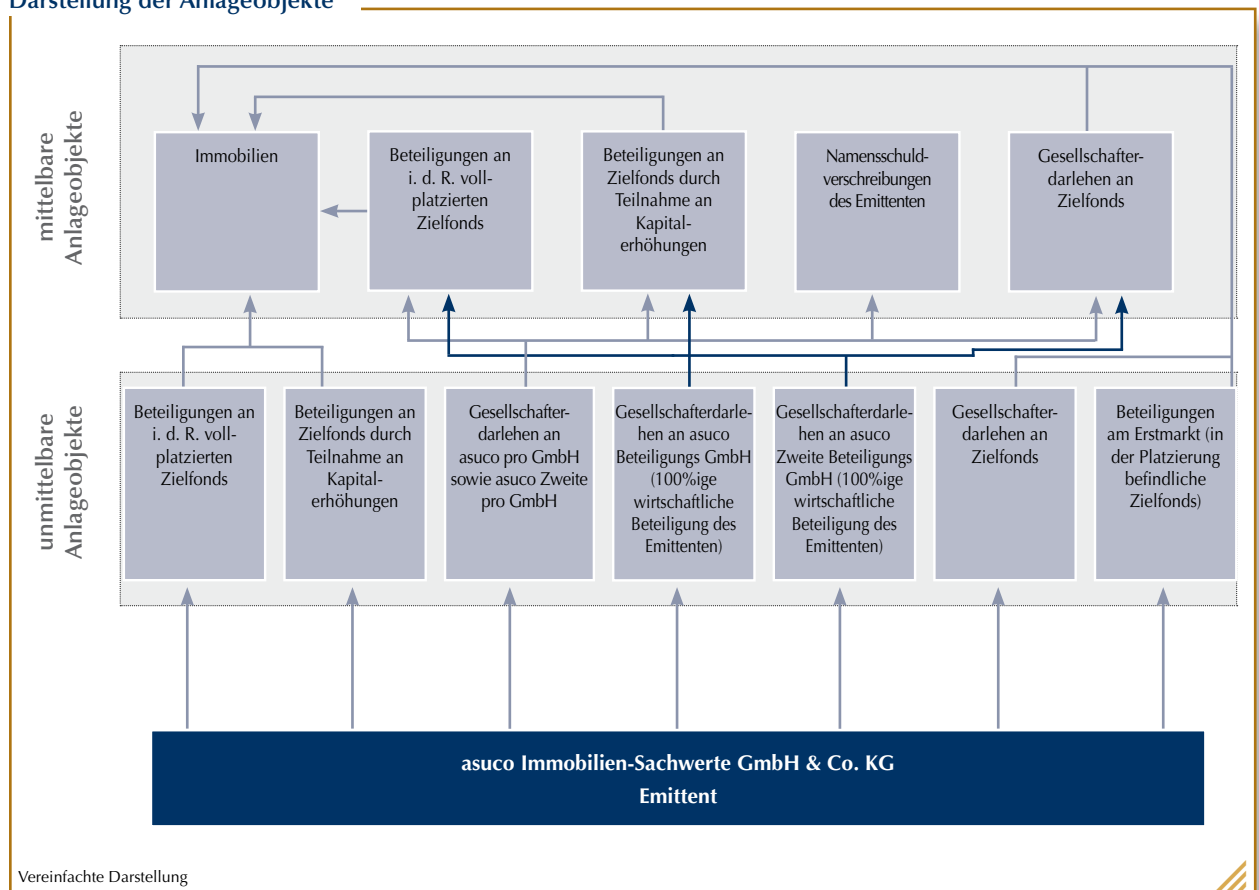 Darstellung der Anlageobjekte
mittelbare
Anlageobjekte
Immobilien
Beteiligungen an
i. d. R. voll-
platzierten
Zielfonds
Beteiligungen an
Zielfonds durch
Teilnahme an
Kapital-
erhöhungen
Namensschuld-
verschreibungen
des Emittenten
Gesellschafter-
darlehen an
Zielfonds
unmittelbare
Anlageobjekte
Beteiligungen an
i. d. R. voll-
platzierten
Zielfonds
Beteiligungen an
Zielfonds durch
Teilnahme an
Kapital-
erhöhungen
Gesellschafter-
darlehen an
asuco pro GmbH
sowie asuco Zweite
pro GmbH
Gesellschafterdarle-
hen an asuco
Beteiligungs GmbH
(100%ige
wirtschaftliche
Beteiligung des
Emittenten)
Gesellschafterdarle-
hen an asuco
Zweite Beteiligungs
GmbH (100%ige
wirtschaftliche
Beteiligung des
Emittenten)
Gesellschafter-
darlehen an
Zielfonds
Beteiligungen
am Erstmarkt (in
der Platzierung
befindliche
Zielfonds)
asuco Immobilien-Sachwerte GmbH & Co. KG
Emittent
Vereinfachte Darstellung